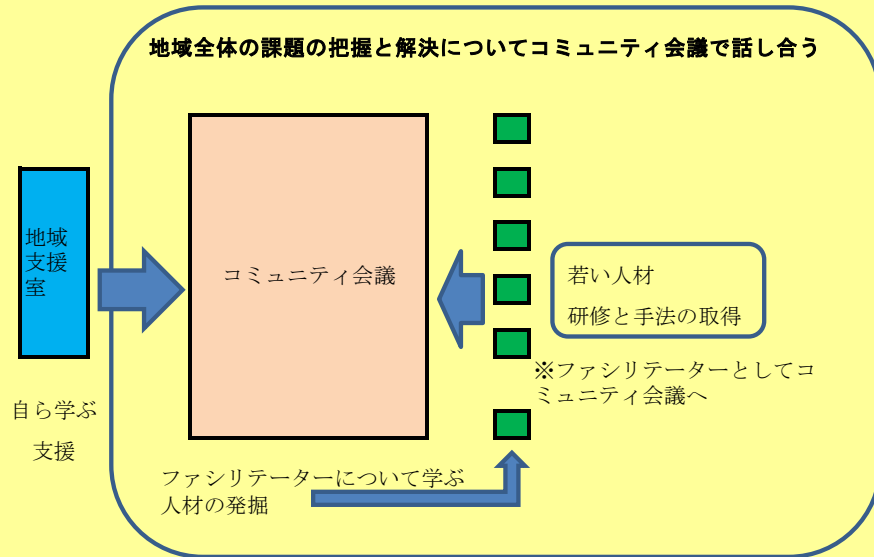 地域全体の課題の把握と解決についてコミュニティ会議で話し合う
地域
支援
室
コミュニティ会議
若い人材
研修と手法の取得
※ファシリテーターとしてコ
ミュニティ会議へ
自ら学ぶ
支援
ファシリテーターについて学ぶ
人材の発掘